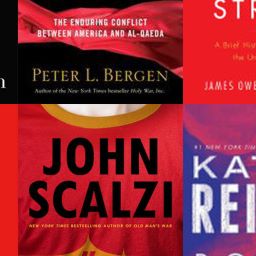 THE ENDURING CONFLICT
BETWEEN AMERICA AND AL-QAEDA
PETER L. BERGEN
Author of the New York Times bestseller Holy War, Inc.
STR
A Brief His
the Un
JAMES OWE
n
JOHN
SCALZI
NEW YORK TIMES BESTSELLING AUTHOR OF OLD MAN'S WAR
#1 NEW YORK TIM
KAT
REI